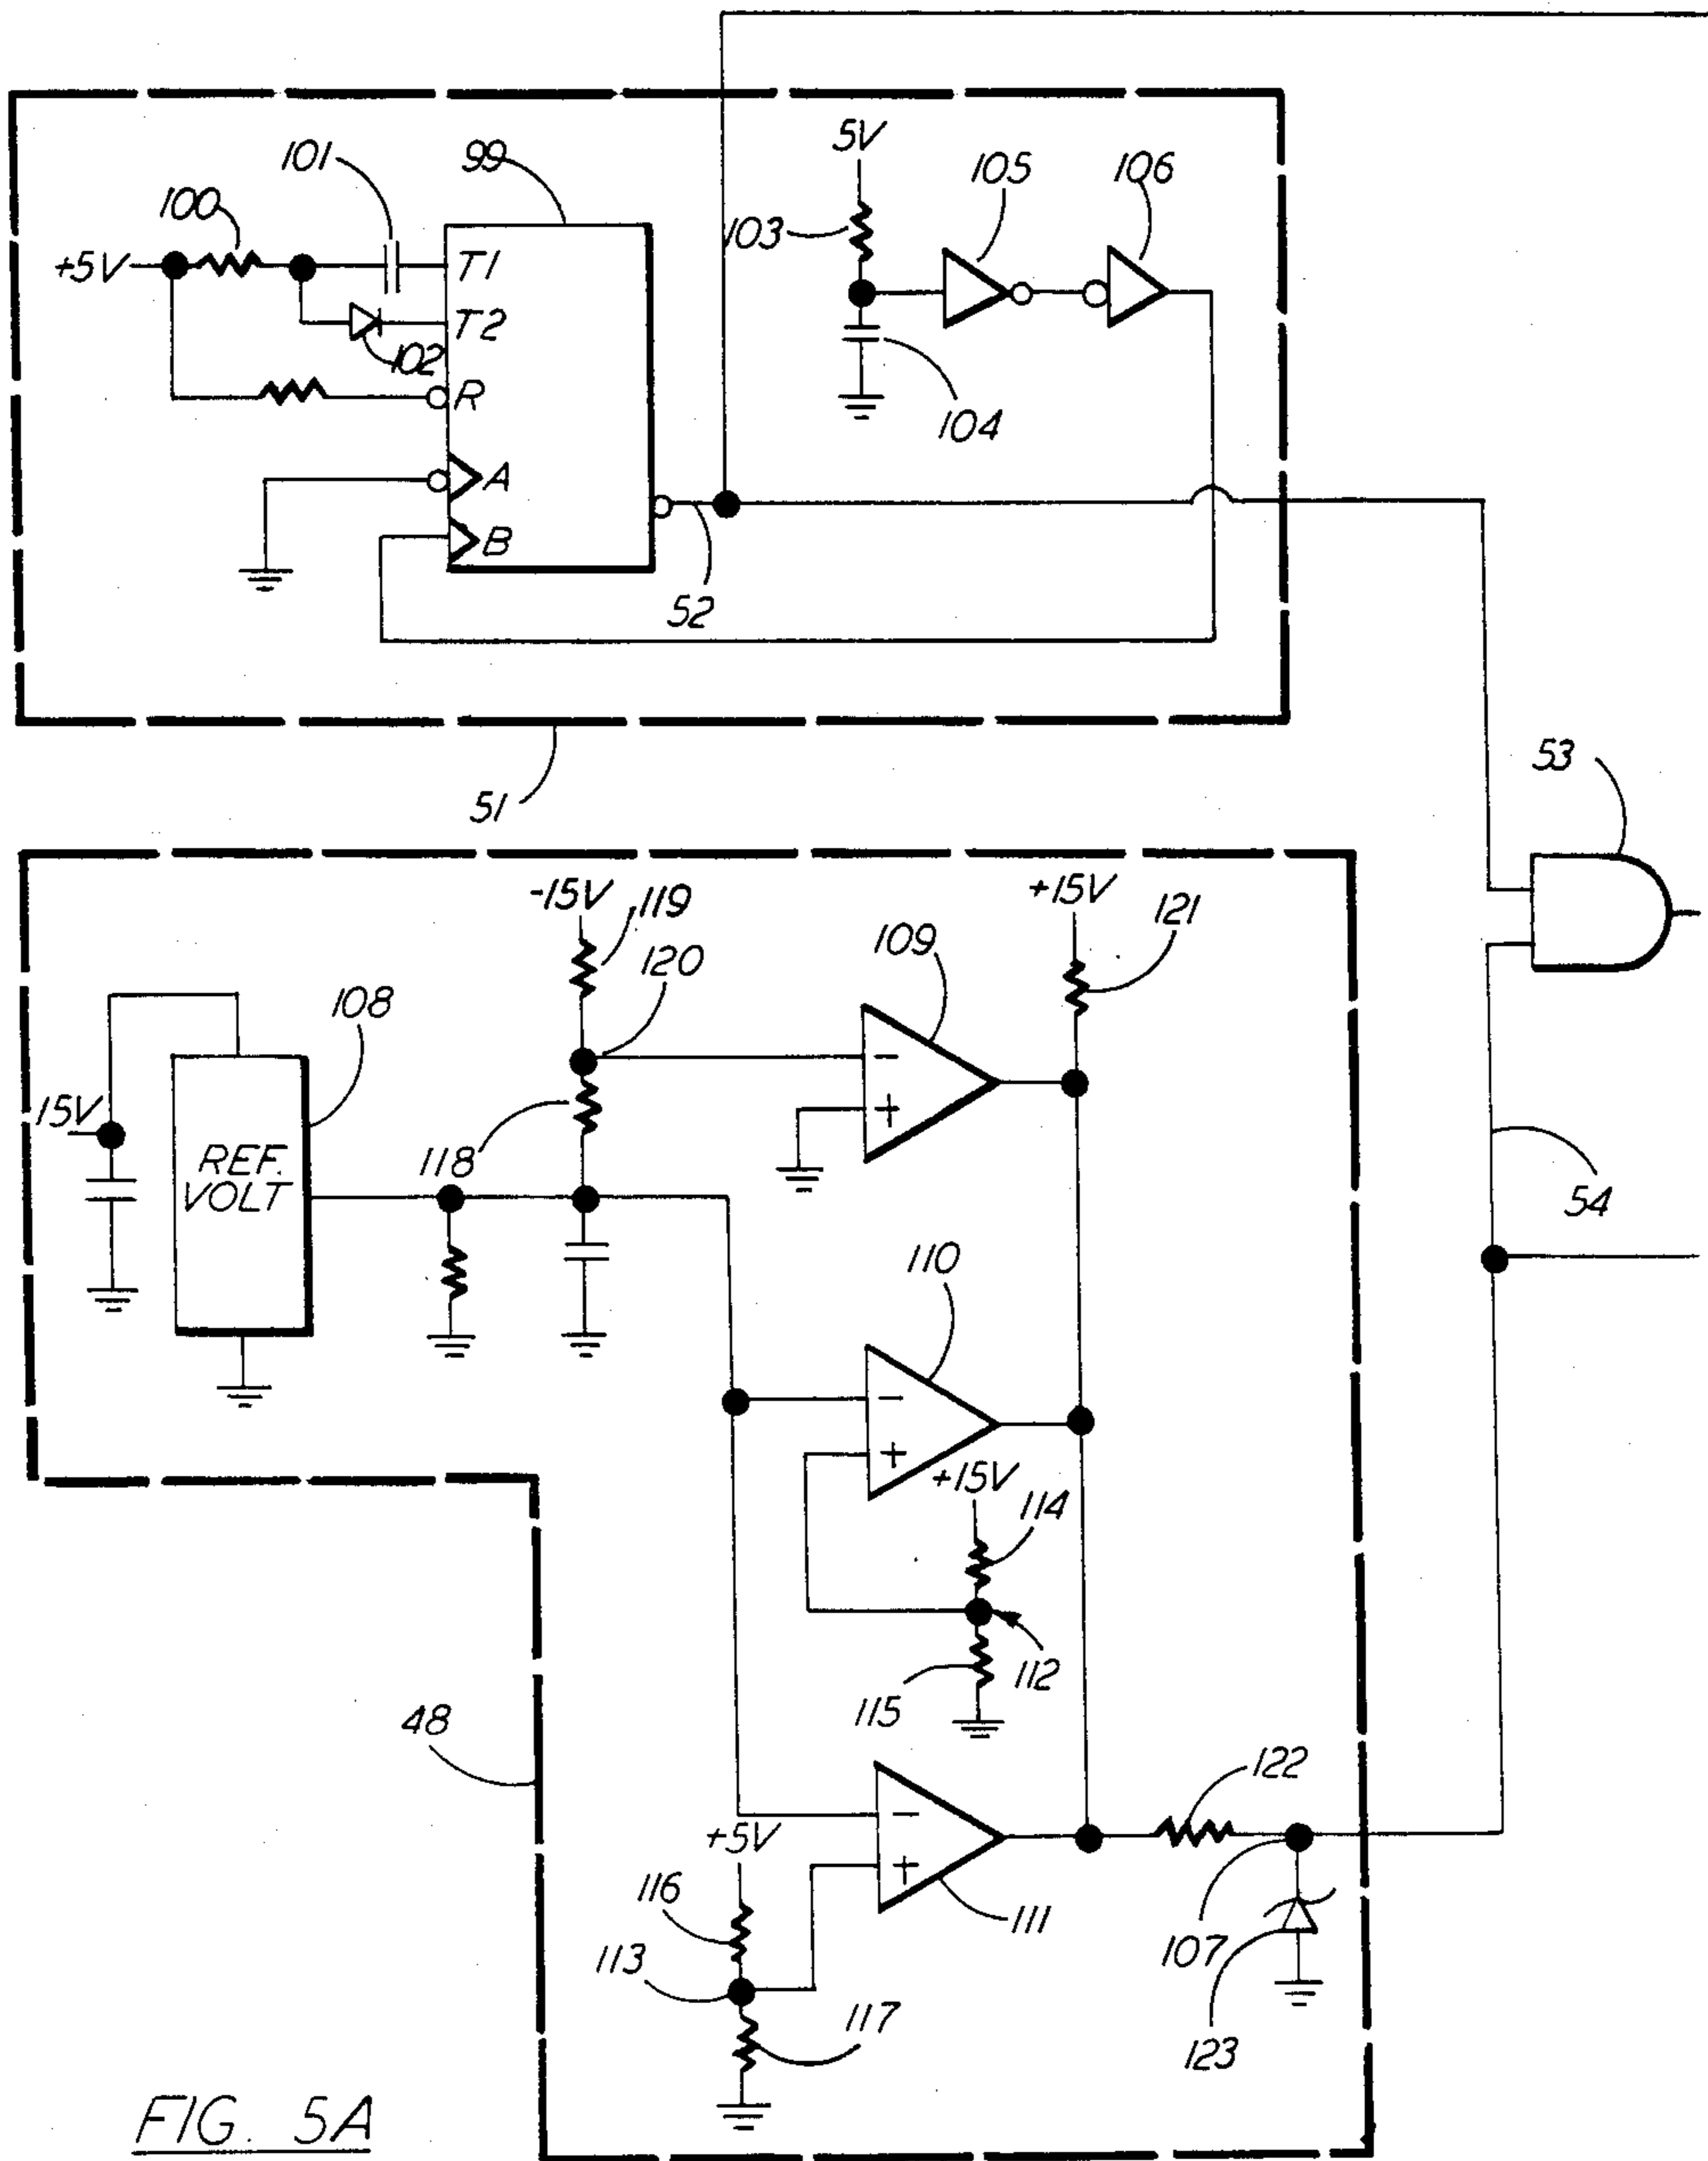 101
99
5V
105
106
100
103
+5V
T1
T2
102
R
104
A
B
52
51
53
-15V
119
+15V
121
120
109
108
15V
REF.
VOLT
118
54
110
+15V
114
112
115
48
122
+5V
116
111
113
107
117
123
FIG. 5A